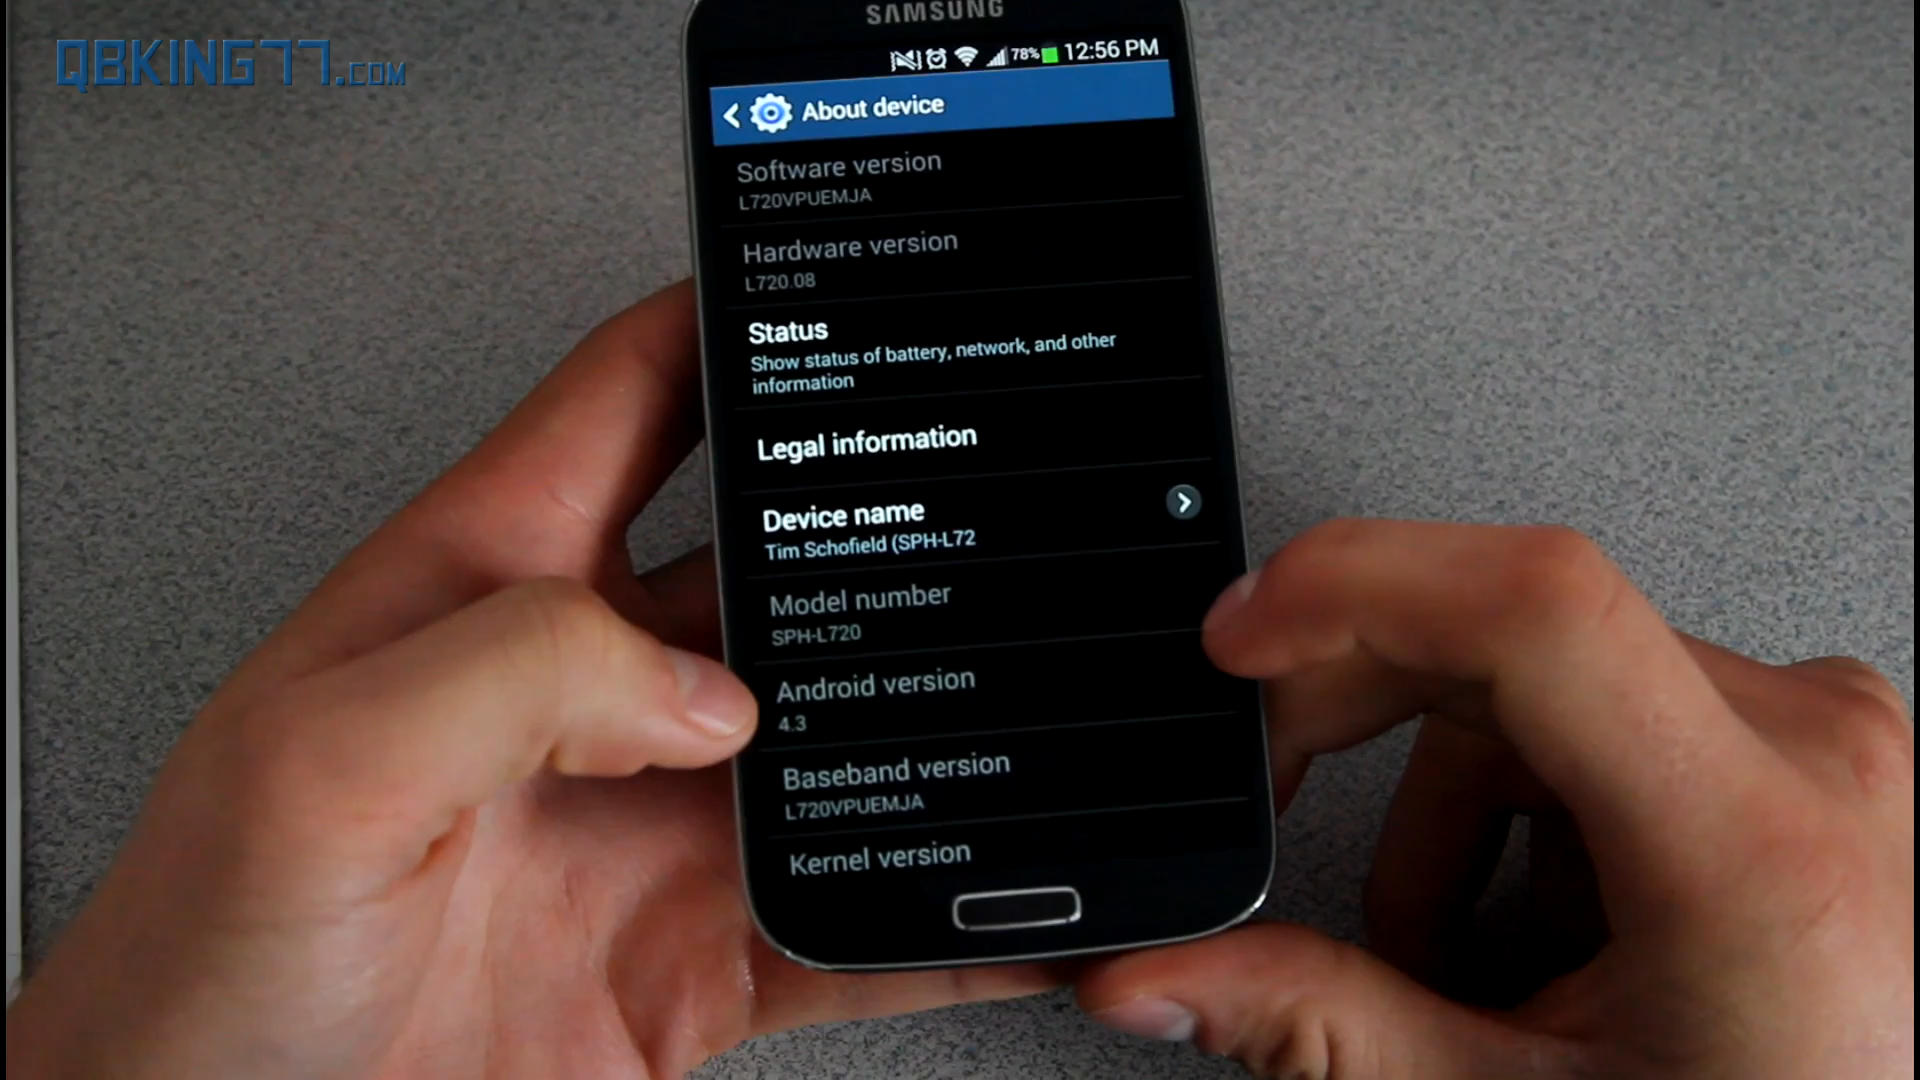 QBKING77.COM
SAMSUNG
78% 12:56 PM
About device
Software version
L720VPUEMJA
Hardware version
L720.08
Status
Show status of battery, network, and other
information
Legal information
Device name
Tim Schofield (SPH-L72
Model number
SPH-L720
Android version
4.3
Baseband version
L720VPUEMJA
Kernel version